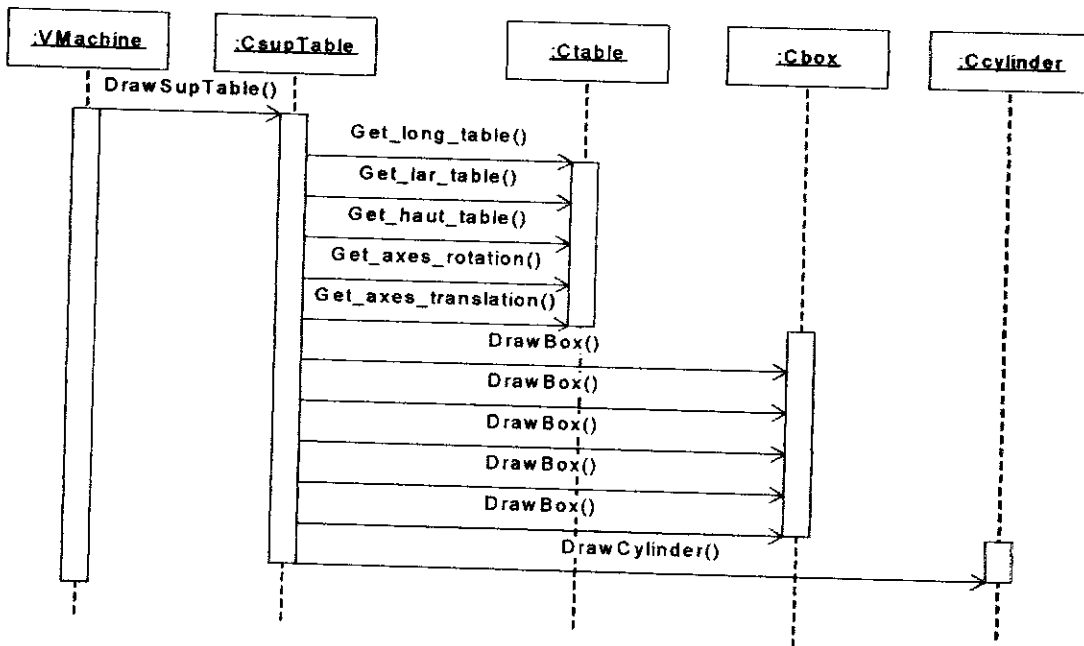 :VMachine
:CsupTable
:Ctable
:Cbox
:Ccylinder
DrawSupTable()
Get_long_table()
Get_lar_table()
Get_haut_table()
Get_axes_rotation()
Get_axes_translation()
DrawBox()
DrawBox()
DrawBox()
DrawBox()
DrawBox()
DrawCylinder()